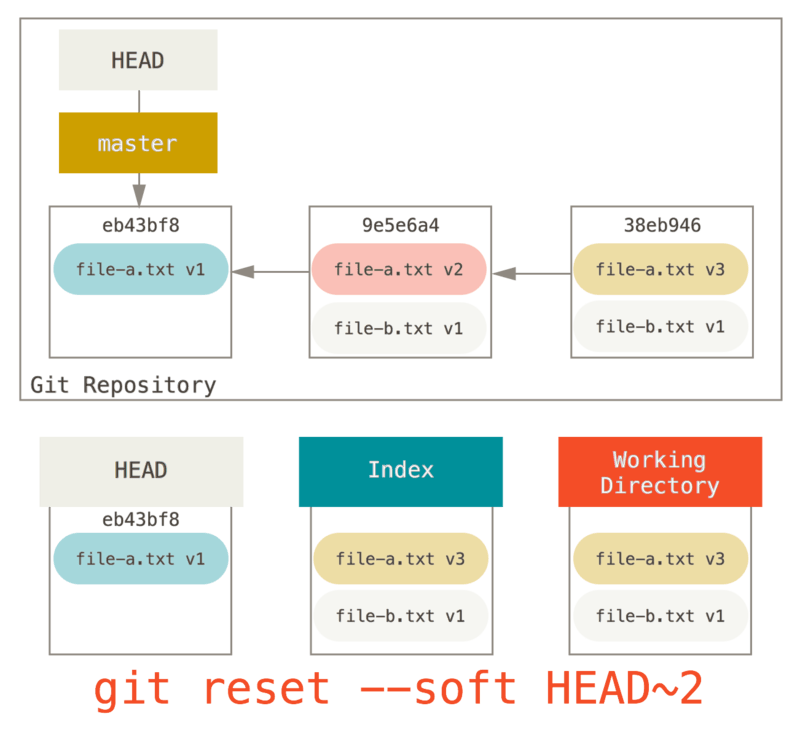 HEAD
master
eb43bf8
9e5e6a4
38eb946
file-a.txt v1
file-a.txt v2
file-a.txt v3
file-b.txt v1
file-b.txt v1
Git Repository
HEAD
Index
Working
Directory
eb43bf8
file-a.txt v1
file-a.txt v3
file-a.txt v3
file-b.txt v1
file-b.txt v1
git reset --soft HEAD~2